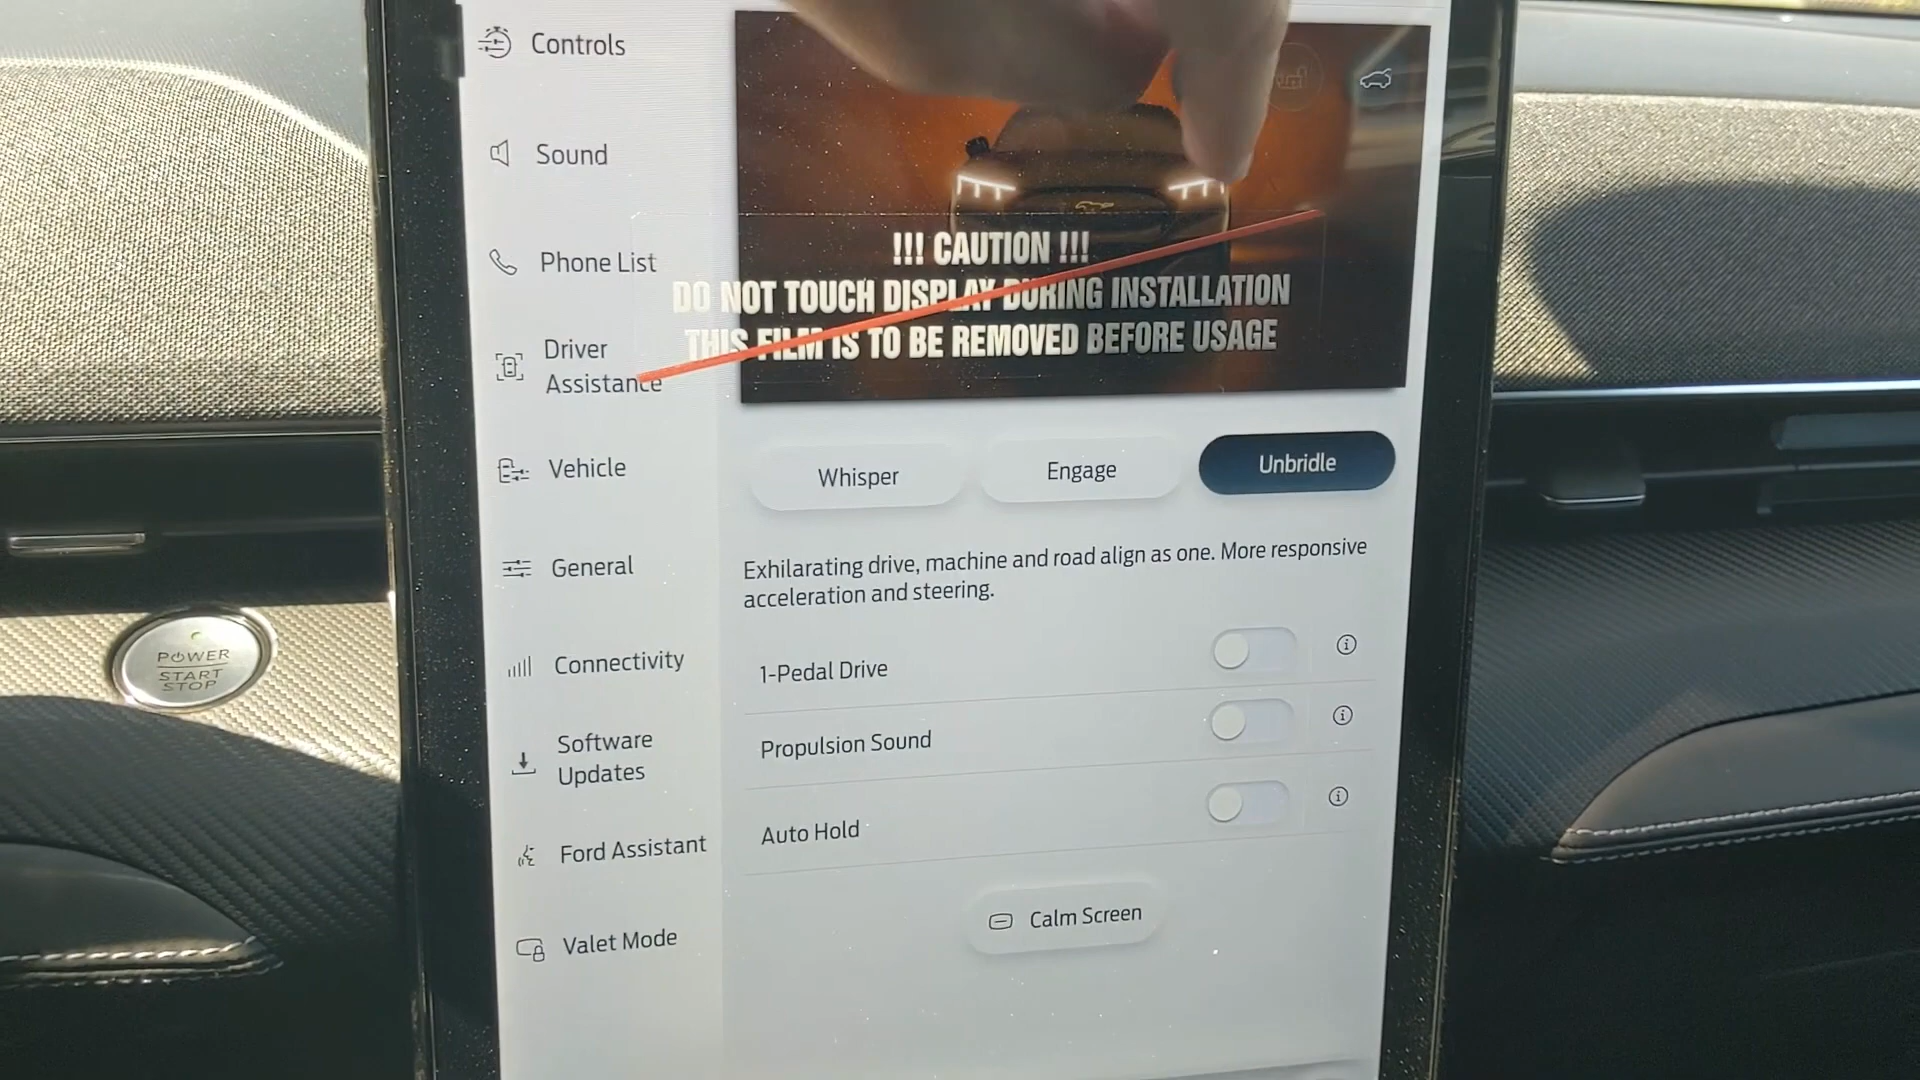 Controls
Sound
Phone List
Driver
Assistance
Vehicle
General
Connectivity
Software
Updates
Ford Assistant
Valet Mode
!!! CAUTION !!!
DO NOT TOUCH DISPLAY DURING INSTALLATION
THIS FILM IS TO BE REMOVED BEFORE USAGE
Whisper
Engage
Unbridle
Exhilarating drive, machine and road align as one. More responsive
acceleration and steering.
1-Pedal Drive
Propulsion Sound
Auto Hold
Calm Screen
POWER
START
STOP